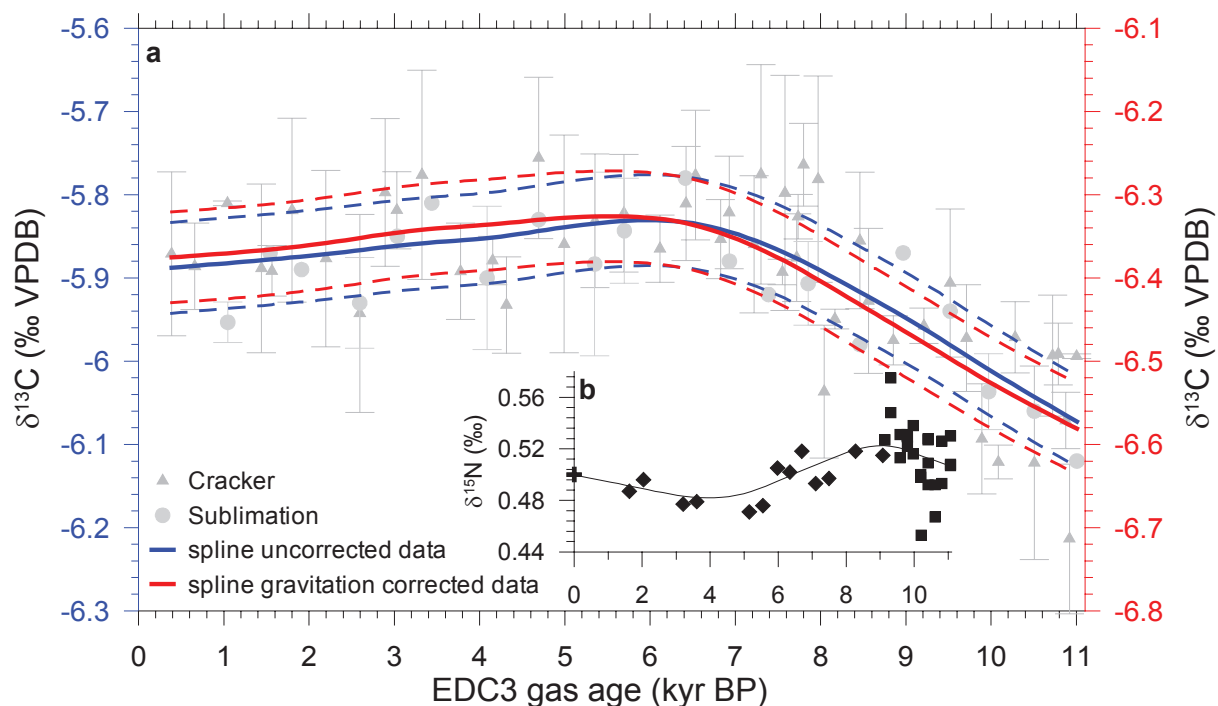 a
-5.6
-5.7
-5.8
-5.9
-6
-6.1
-6.2
-6.3
δ13C (‰ VPDB)
-6.1
-6.2
-6.3
-6.4
-6.5
-6.6
-6.7
-6.8
δ13C (‰ VPDB)
b
0.56
0.52
0.48
0.44
δ15N (‰)
0 2 4 6 8 10
Cracker
Sublimation
spline uncorrected data
spline gravitation corrected data
0 1 2 3 4 5 6 7 8 9 10 11
EDC3 gas age (kyr BP)